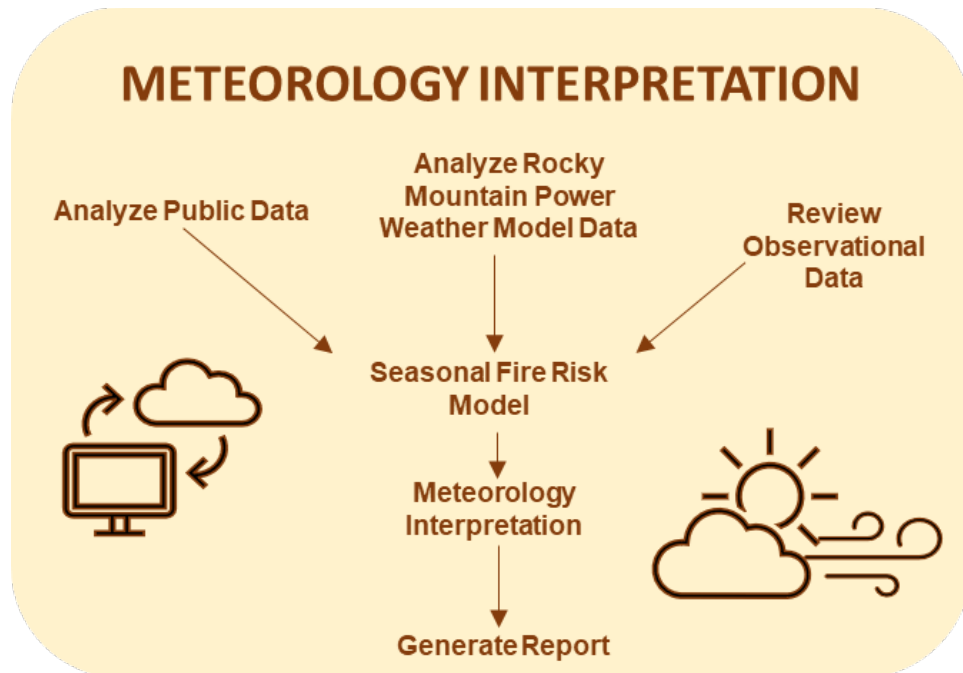 METEOROLOGY INTERPRETATION
Analyze Public Data
Analyze Rocky
Mountain Power
Weather Model Data
Review
Observational
Data
Seasonal Fire Risk
Model
Meteorology
Interpretation
Generate Report